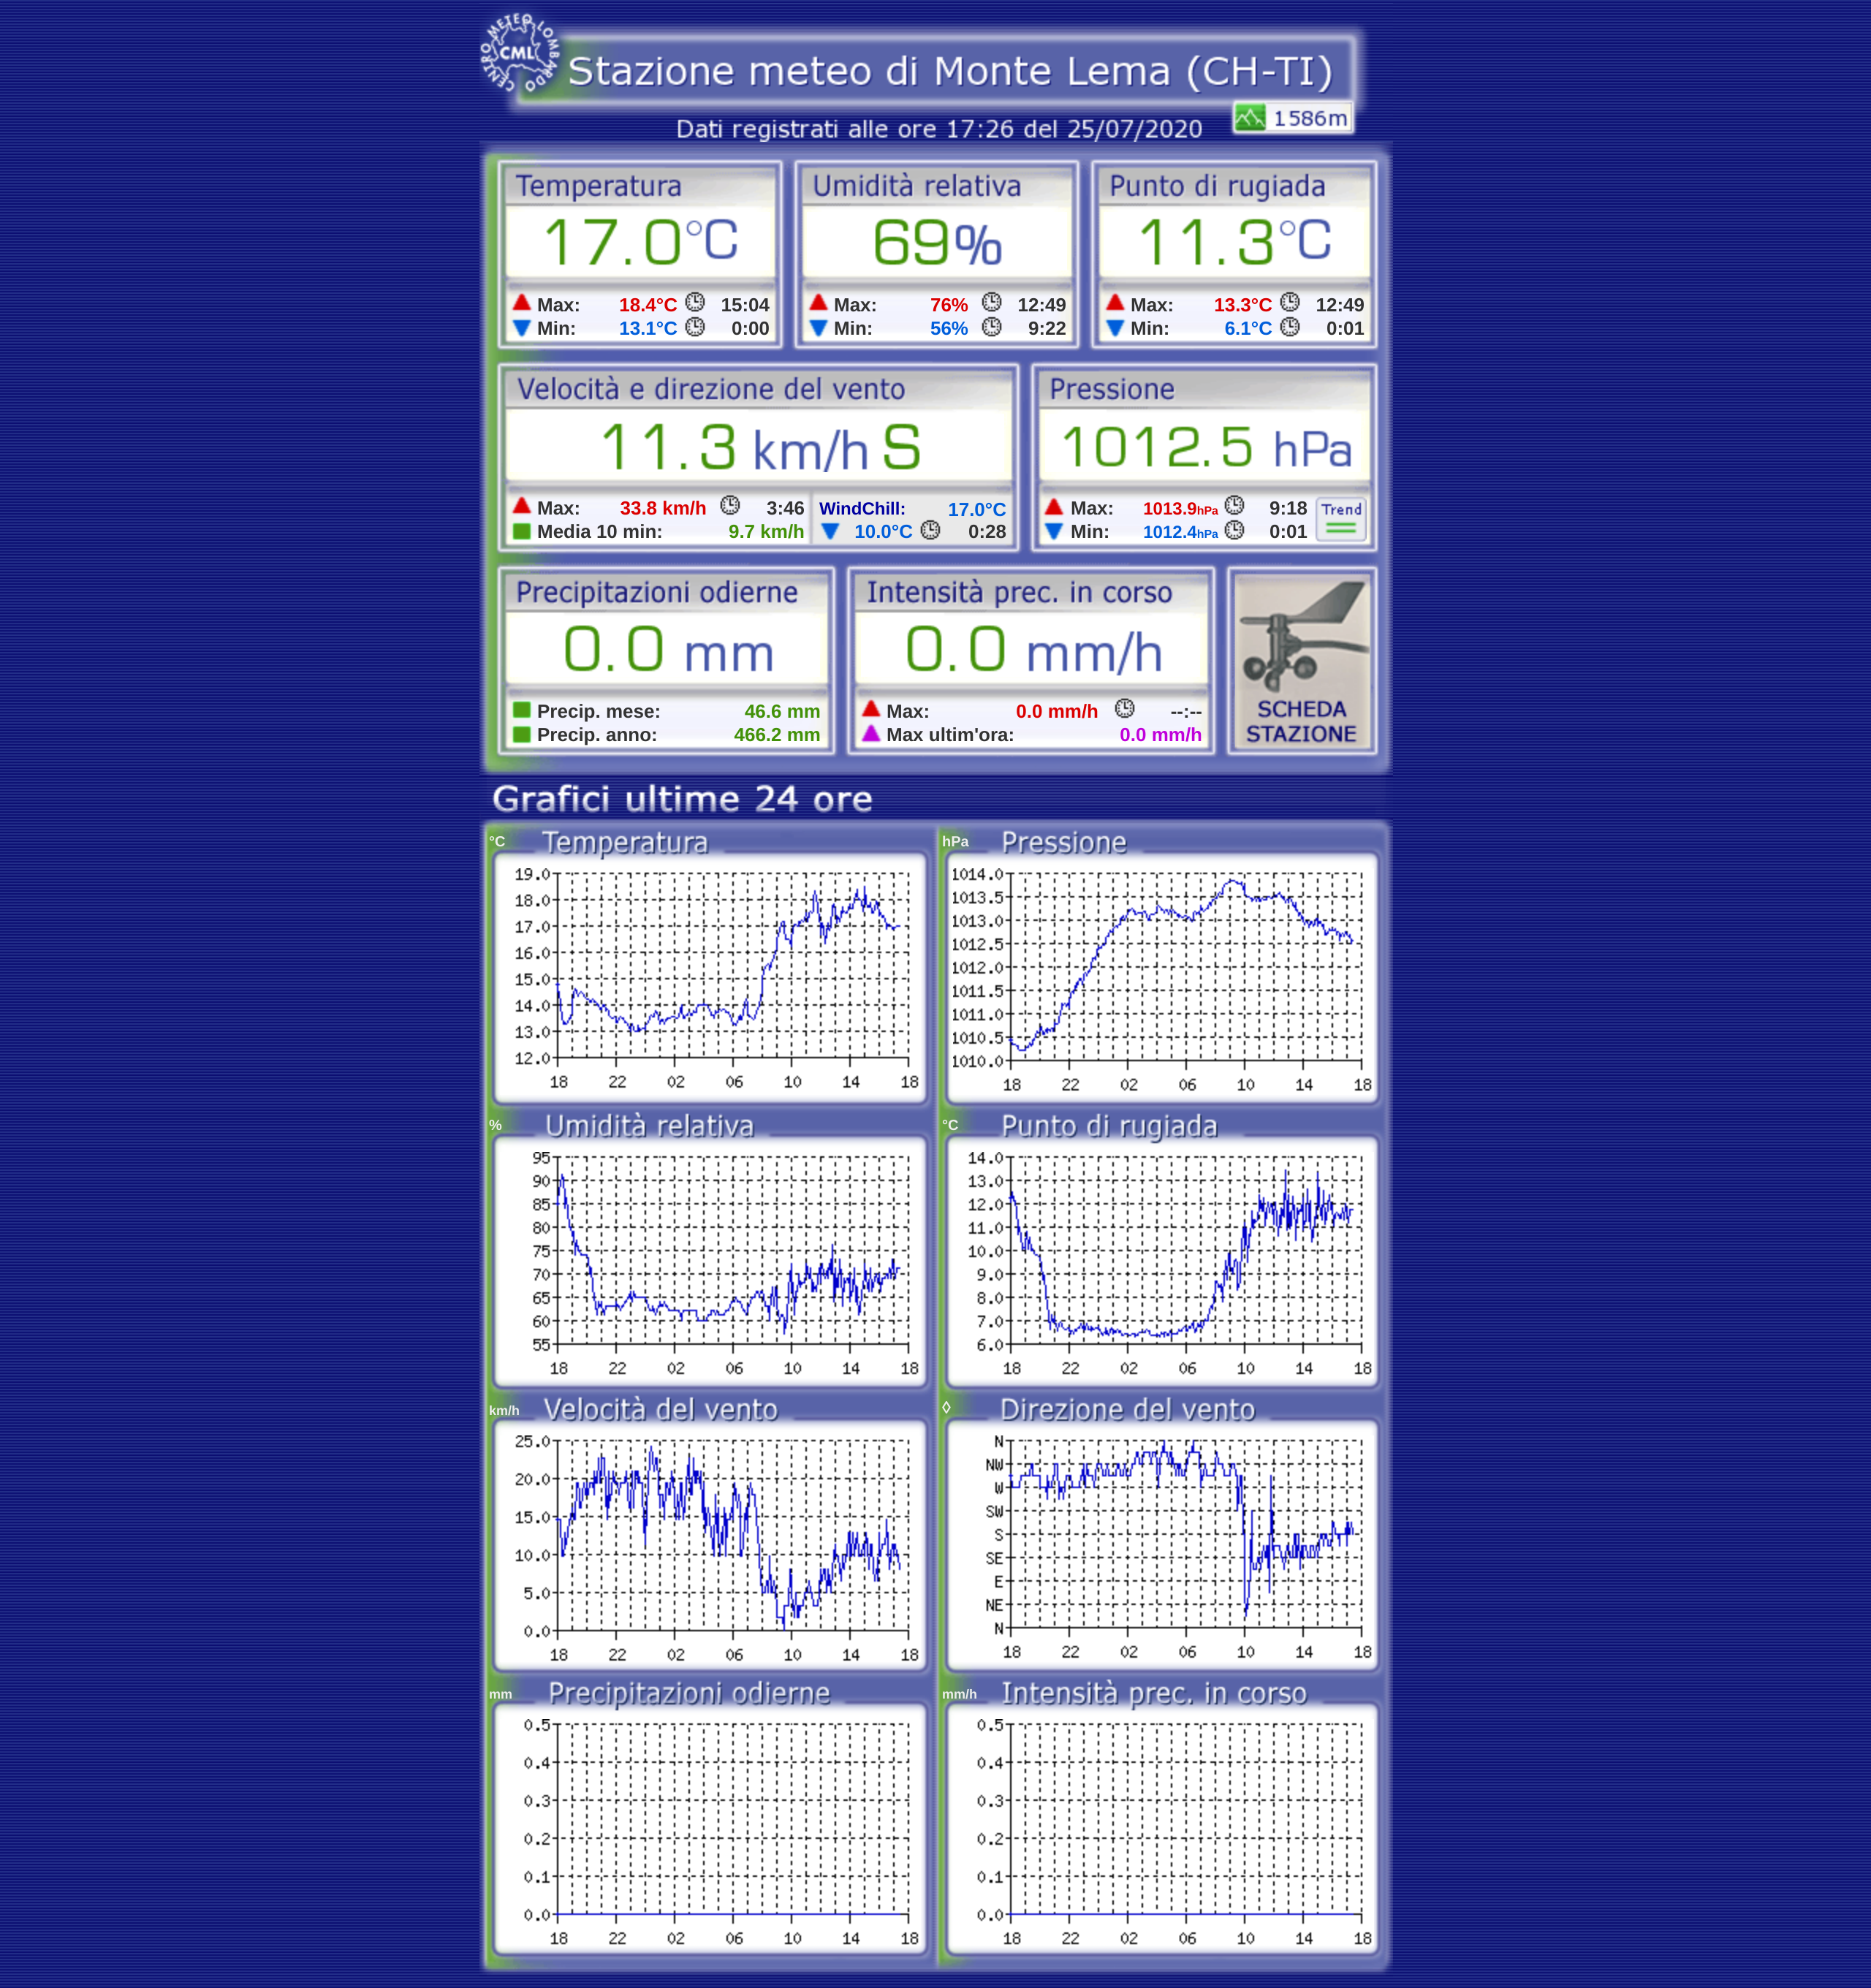 CENTRO METEO LOMBARDO
CML
Stazione meteo di Monte Lema (CH-TI)
1586m
Dati registrati alle ore 17:26 del 25/07/2020
Temperatura Umidità relativa Punto di rugiada
17.0°C 69% 11.3°C
Max: 18.4°C 15:04 Max: 76% 12:49 Max: 13.3°C 12:49
Min: 13.1°C 0:00 Min: 56% 9:22 Min: 6.1°C 0:01
Velocità e direzione del vento Pressione
11.3 km/h S 1012.5 hPa
Max: 33.8 km/h 3:46 WindChill: 17.0°C Max: 1013.9hPa 9:18 Trend
Media 10 min: 9.7 km/h 10.0°C 0:28 Min: 1012.4hPa 0:01
Precipitazioni odierne Intensità prec. in corso
0.0 mm 0.0 mm/h
Precip. mese: 46.6 mm Max: 0.0 mm/h --:-- SCHEDA
Precip. anno: 466.2 mm Max ultim'ora: 0.0 mm/h STAZIONE
Grafici ultime 24 ore
°C Temperatura
19.0
18.0
17.0
16.0
15.0
14.0
13.0
12.0
18 22 02 06 10 14 18
hPa Pressione
1014.0
1013.5
1013.0
1012.5
1012.0
1011.5
1011.0
1010.5
1010.0
18 22 02 06 10 14 18
% Umidità relativa
95
90
85
80
75
70
65
60
55
18 22 02 06 10 14 18
°C Punto di rugiada
14.0
13.0
12.0
11.0
10.0
9.0
8.0
7.0
6.0
18 22 02 06 10 14 18
km/h Velocità del vento
25.0
20.0
15.0
10.0
5.0
0.0
18 22 02 06 10 14 18
◊ Direzione del vento
N
NW
W
SW
S
SE
E
NE
N
18 22 02 06 10 14 18
mm Precipitazioni odierne
0.5
0.4
0.3
0.2
0.1
0.0
18 22 02 06 10 14 18
mm/h Intensità prec. in corso
0.5
0.4
0.3
0.2
0.1
0.0
18 22 02 06 10 14 18